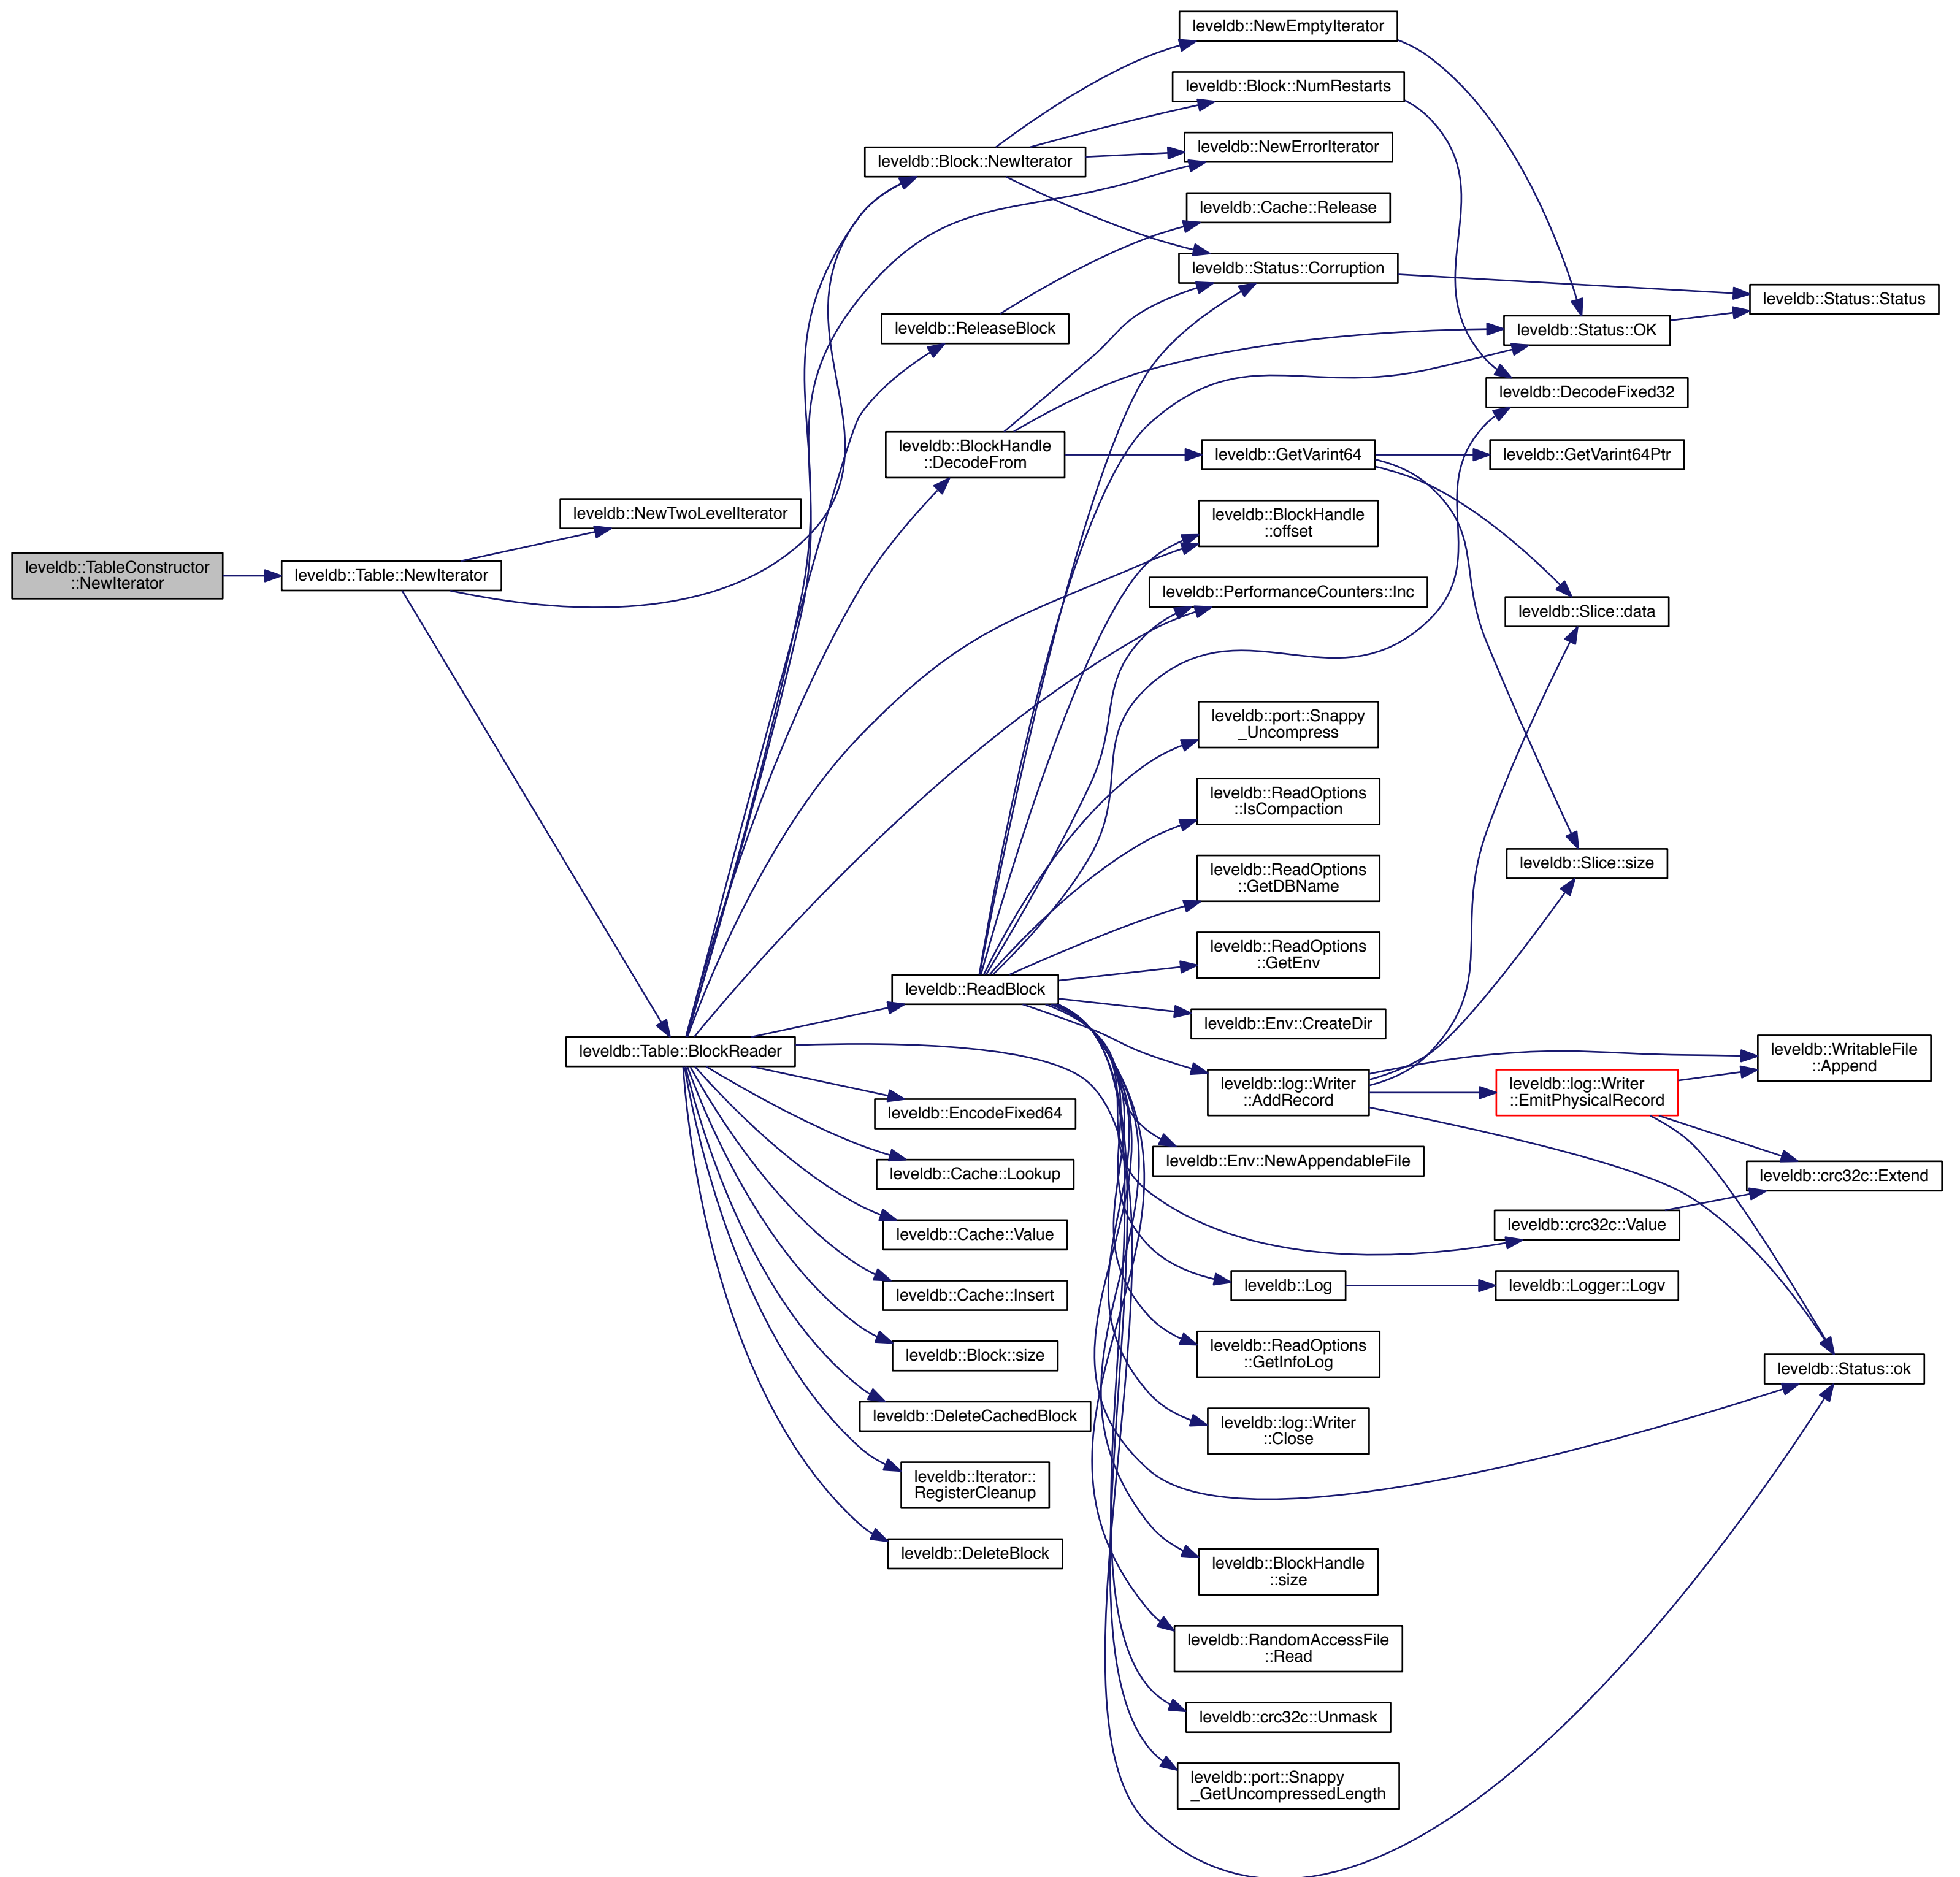 leveldb::TableConstructor
::NewIterator
leveldb::Table::NewIterator
leveldb::NewTwoLevelIterator
leveldb::Table::BlockReader
leveldb::Block::NewIterator
leveldb::ReleaseBlock
leveldb::BlockHandle
::DecodeFrom
leveldb::ReadBlock
leveldb::EncodeFixed64
leveldb::Cache::Lookup
leveldb::Cache::Value
leveldb::Cache::Insert
leveldb::Block::size
leveldb::DeleteCachedBlock
leveldb::Iterator::
RegisterCleanup
leveldb::DeleteBlock
leveldb::NewEmptyIterator
leveldb::Block::NumRestarts
leveldb::NewErrorIterator
leveldb::Cache::Release
leveldb::Status::Corruption
leveldb::GetVarint64
leveldb::BlockHandle
::offset
leveldb::PerformanceCounters::Inc
leveldb::port::Snappy
_Uncompress
leveldb::ReadOptions
::IsCompaction
leveldb::ReadOptions
::GetDBName
leveldb::ReadOptions
::GetEnv
leveldb::Env::CreateDir
leveldb::log::Writer
::AddRecord
leveldb::Env::NewAppendableFile
leveldb::Log
leveldb::ReadOptions
::GetInfoLog
leveldb::log::Writer
::Close
leveldb::BlockHandle
::size
leveldb::RandomAccessFile
::Read
leveldb::crc32c::Unmask
leveldb::port::Snappy
_GetUncompressedLength
leveldb::Status::OK
leveldb::DecodeFixed32
leveldb::GetVarint64Ptr
leveldb::Slice::data
leveldb::Slice::size
leveldb::log::Writer
::EmitPhysicalRecord
leveldb::crc32c::Value
leveldb::Logger::Logv
leveldb::Status::Status
leveldb::WritableFile
::Append
leveldb::crc32c::Extend
leveldb::Status::ok